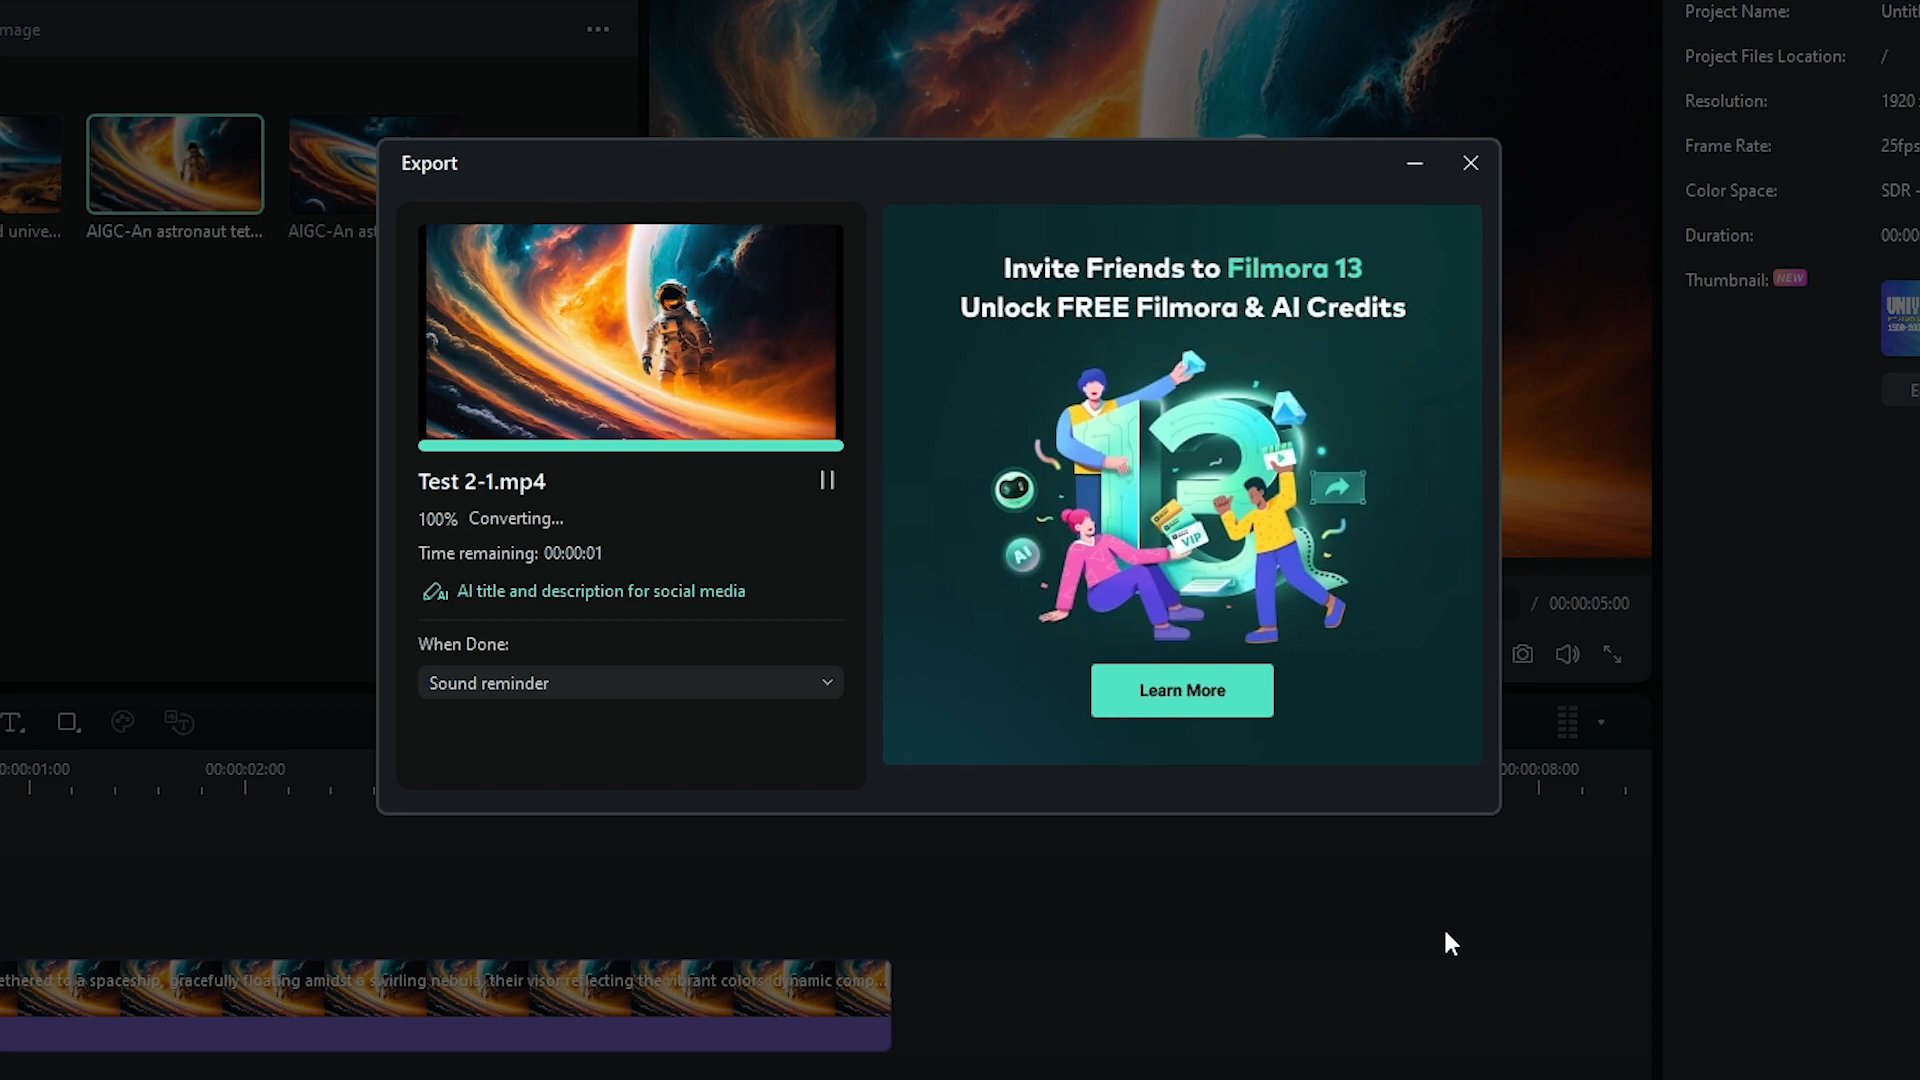 mage
AIGC-An astronaut tet...
AIGC-An ast
d unive...
Export
Test 2-1.mp4
100% Converting...
Time remaining: 00:00:01
AI AI title and description for social media
When Done:
Sound reminder
Invite Friends to Filmora 13
Unlock FREE Filmora & AI Credits
13
AI
VIP
Learn More
Project Name: Untitl
Project Files Location: /
Resolution: 1920
Frame Rate: 25fps
Color Space: SDR -
Duration: 00:00
Thumbnail: NEW
UNIV
E
/ 00:00:05:00
T
T
0:00:01:00
00:00:02:00
00:00:08:00
ethered to a spaceship, gracefully floating amidst a swirling nebula, their visor reflecting the vibrant colors, dynamic comp...